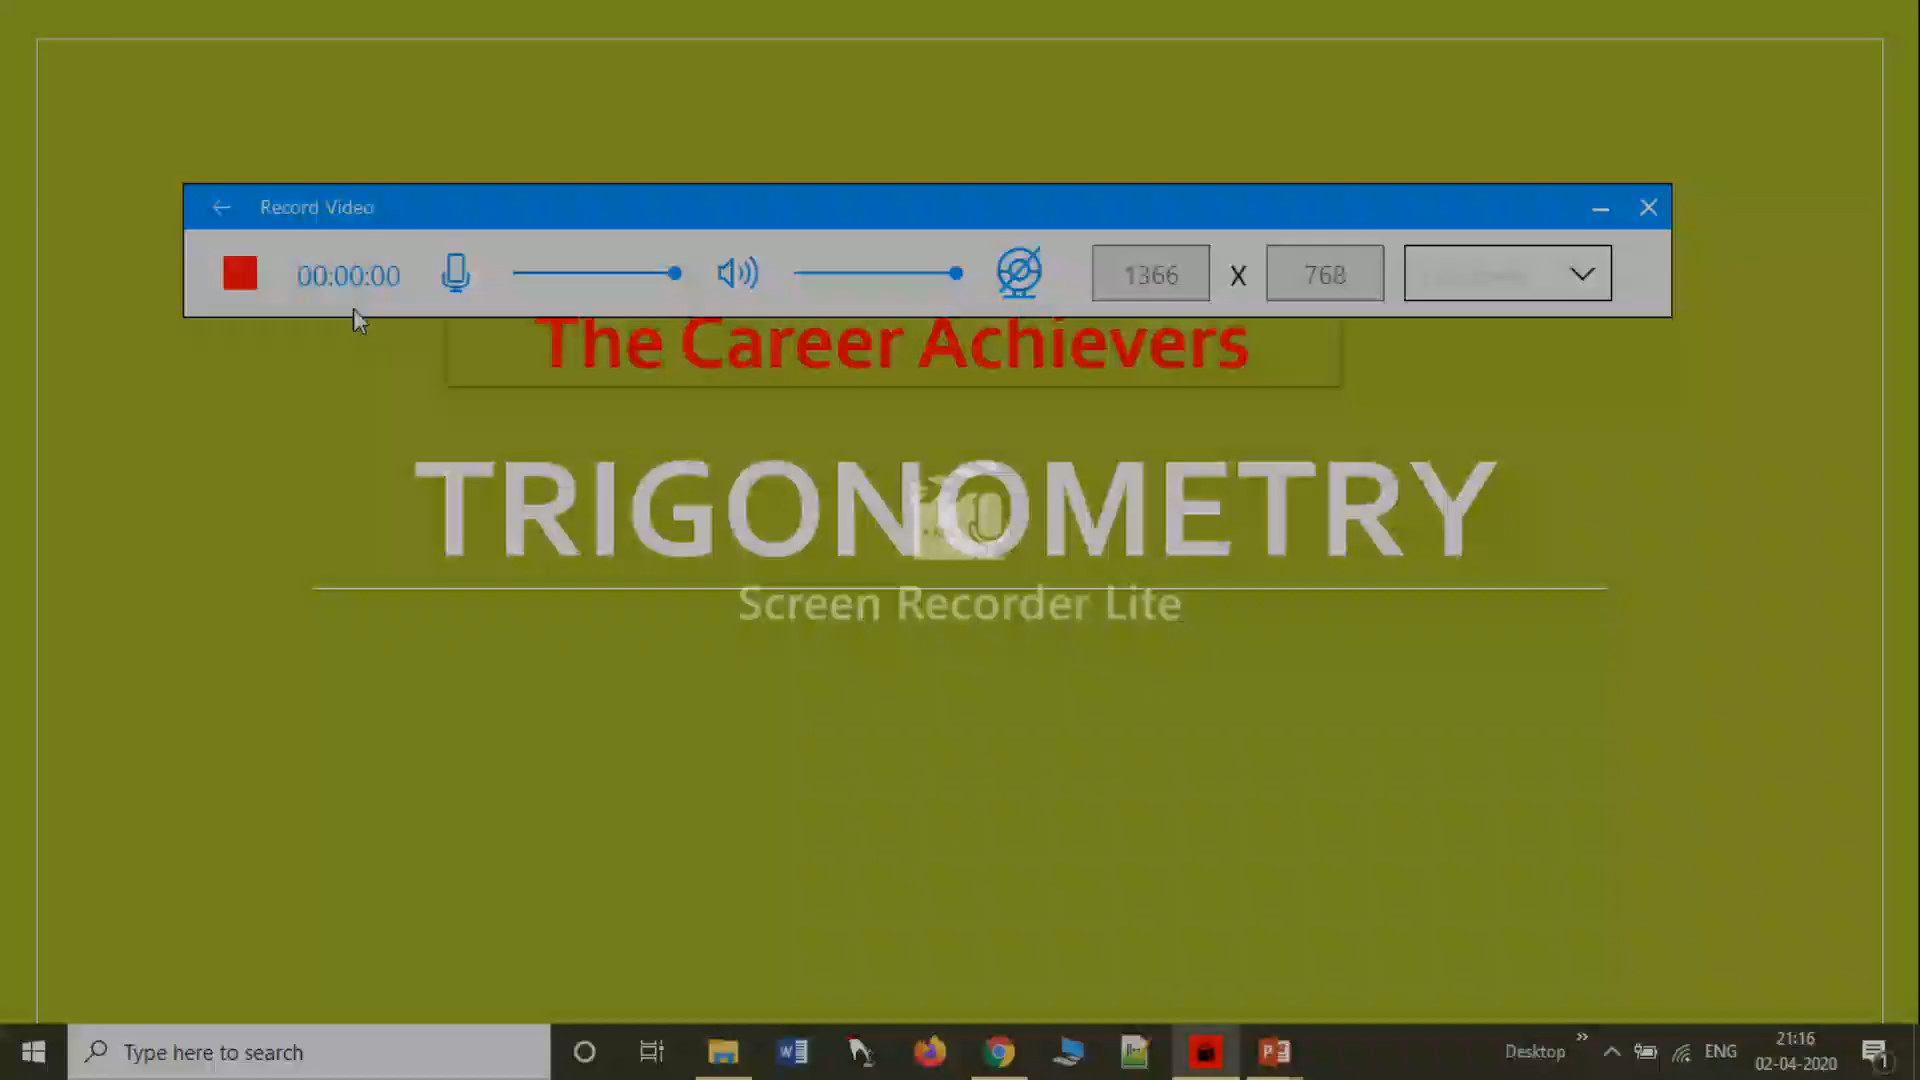 Record Video
00:00:00
1366 X 768
The Career Achievers
TRIGONOMETRY
Screen Recorder Lite
Type here to search
Desktop
ENG
21:16
02-04-2020
1